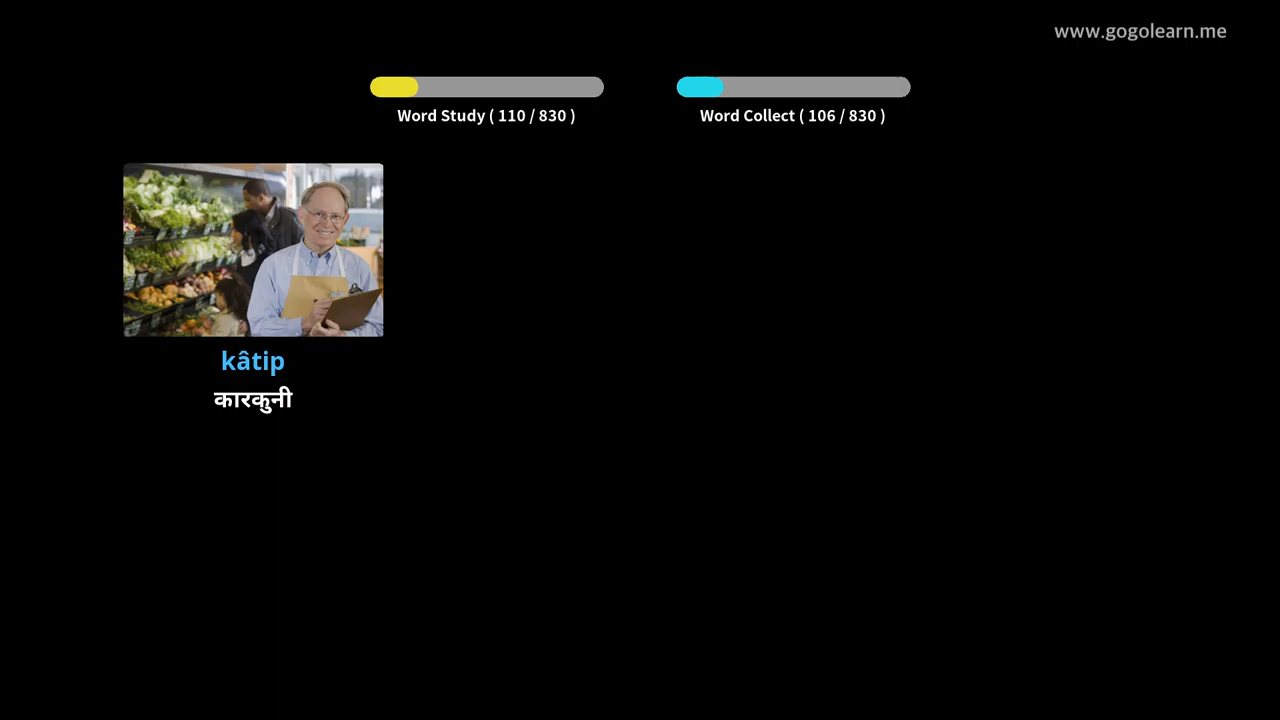 www.gogolearn.me
Word Study ( 110 / 830 )
Word Collect ( 106 / 830 )
kâtip
कारकुनी